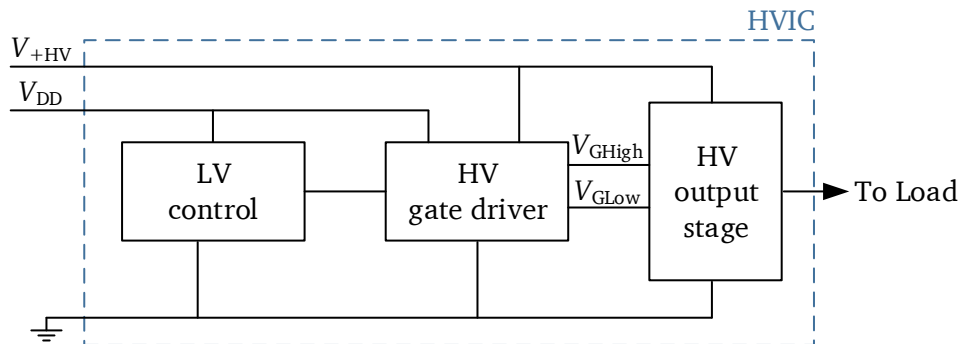 HVIC
V+HV
VDD
LV
control
HV
gate driver
VGHigh
VGLow
HV
output
stage
To Load